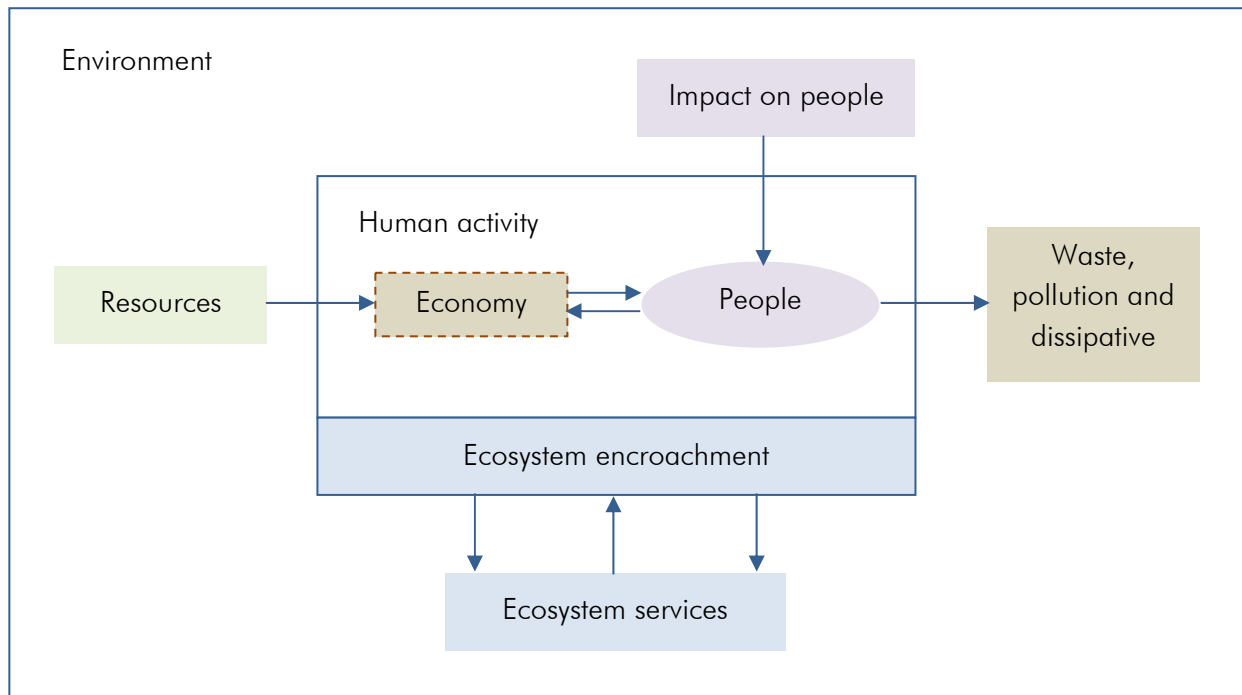 Environment
Impact on people
Human activity
Resources
Economy
People
Waste,
pollution and
dissipative
Ecosystem encroachment
Ecosystem services